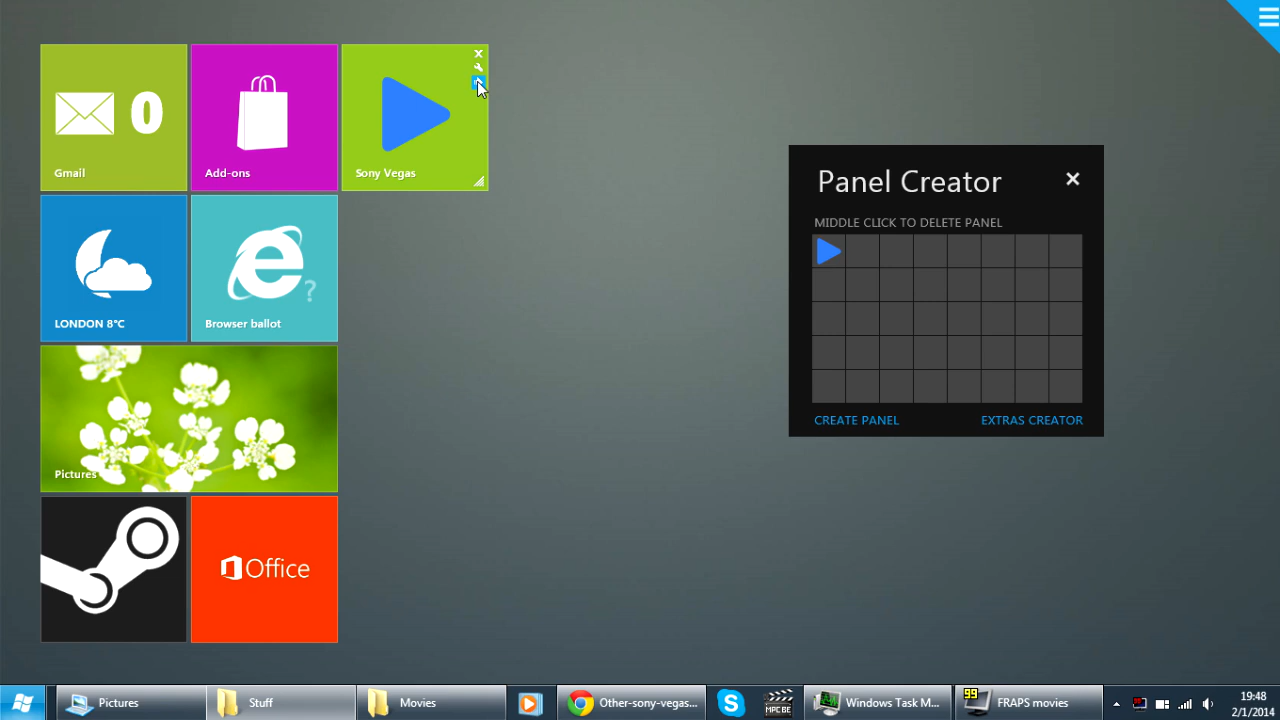 0
Gmail
Add-ons
Sony Vegas
LONDON 8°C
?
Browser ballot
Pictures
Office
Panel Creator
MIDDLE CLICK TO DELETE PANEL
CREATE PANEL
EXTRAS CREATOR
Pictures
Stuff
Movies
Other-sony-vegas...
MPC BE
Windows Task M...
99
FRAPS movies
19:48
2/1/2014